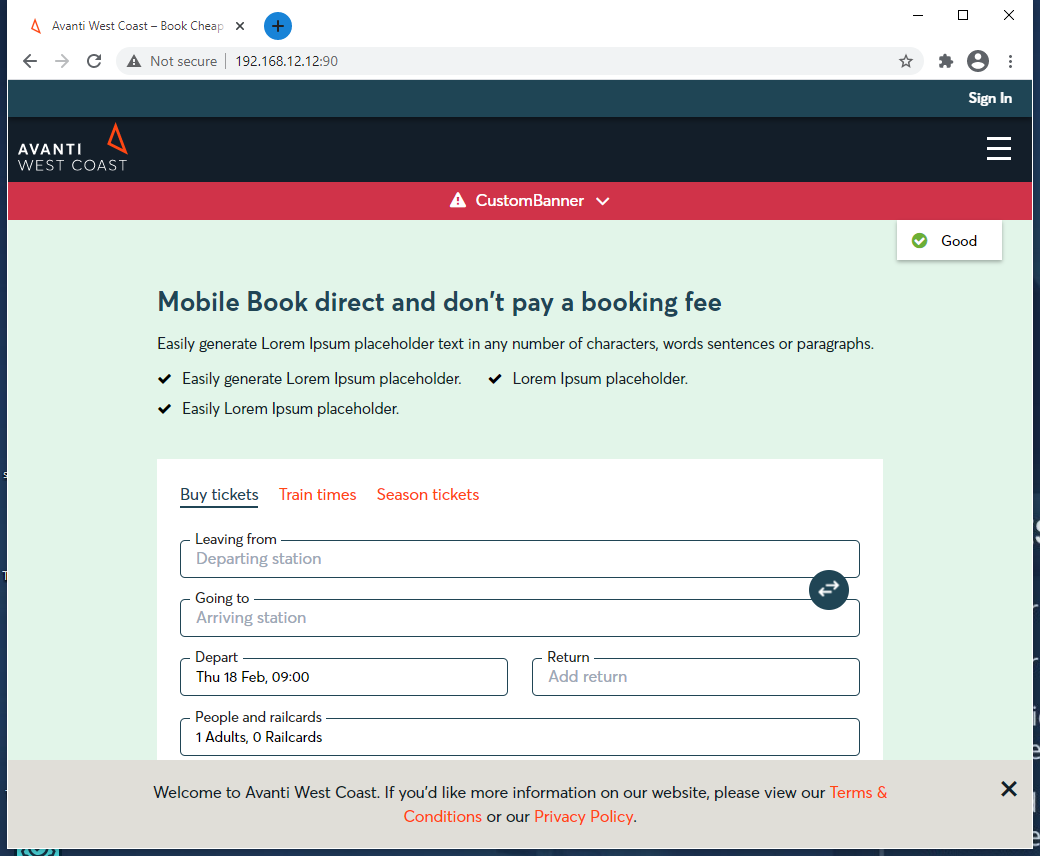 Avanti West Coast – Book Cheap
Not secure
192.168.12.12:90
Sign In
AVANTI
WEST COAST
CustomBanner
Good
Mobile Book direct and don't pay a booking fee
Easily generate Lorem Ipsum placeholder text in any number of characters, words sentences or paragraphs.
Easily generate Lorem Ipsum placeholder. Lorem Ipsum placeholder.
Easily Lorem Ipsum placeholder.
Buy tickets Train times Season tickets
Leaving from
Departing station
Going to
Arriving station
Depart Return
Thu 18 Feb, 09:00 Add return
People and railcards
1 Adults, 0 Railcards
Welcome to Avanti West Coast. If you'd like more information on our website, please view our Terms &
Conditions or our Privacy Policy.